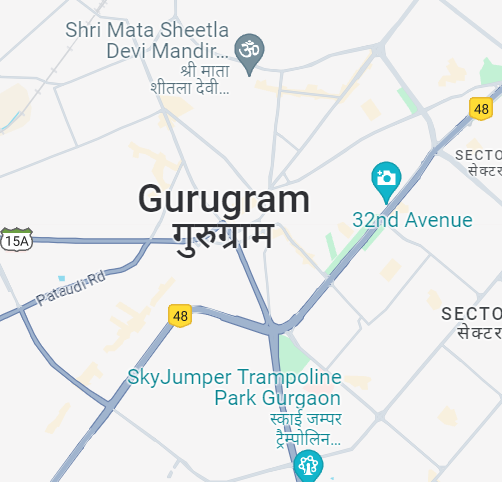 Shri Mata Sheetla
Devi Mandir...
श्री माता
शीतला देवी...
48
SECTO
सेक्टर
Gurugram
गुरुग्राम
32nd Avenue
15A
Pataudi Rd
48
SECTOR
सेक्टर
SkyJumper Trampoline
Park Gurgaon
स्काई जम्पर
ट्रैम्पोलिन...